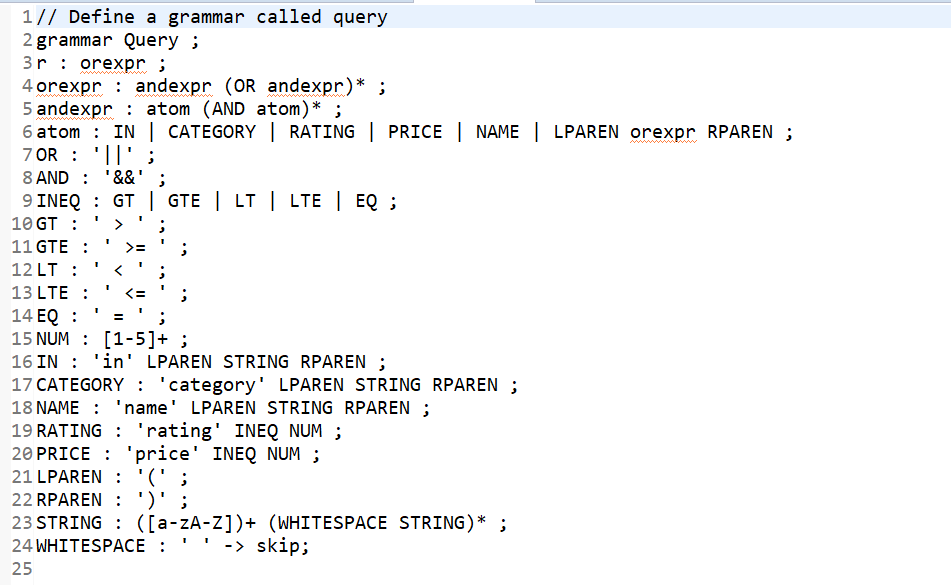 1 // Define a grammar called query
2 grammar Query ;
3 r : orexpr ;
4 orexpr : andexpr (OR andexpr)* ;
5 andexpr : atom (AND atom)* ;
6 atom : IN | CATEGORY | RATING | PRICE | NAME | LPAREN orexpr RPAREN ;
7 OR : '||' ;
8 AND : '&&' ;
9 INEQ : GT | GTE | LT | LTE | EQ ;
10 GT : ' > ' ;
11 GTE : ' >= ' ;
12 LT : ' < ' ;
13 LTE : ' <= ' ;
14 EQ : ' = ' ;
15 NUM : [1-5]+ ;
16 IN : 'in' LPAREN STRING RPAREN ;
17 CATEGORY : 'category' LPAREN STRING RPAREN ;
18 NAME : 'name' LPAREN STRING RPAREN ;
19 RATING : 'rating' INEQ NUM ;
20 PRICE : 'price' INEQ NUM ;
21 LPAREN : '(' ;
22 RPAREN : ')' ;
23 STRING : ([a-zA-Z])+ (WHITESPACE STRING)* ;
24 WHITESPACE : ' ' -> skip;
25